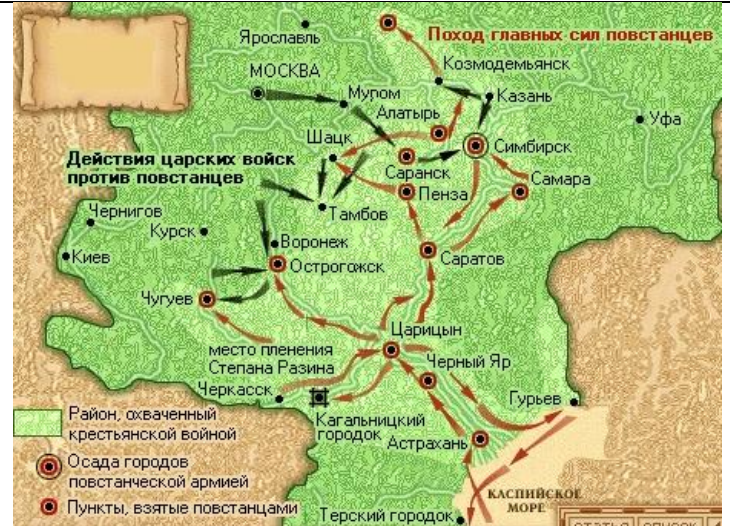 Ярославль
Поход главных сил повстанцев
Козмодемьянск
МОСКВА
Муром
Казань
Алатырь
Уфа
Шацк
Симбирск
Действия царских войск
против повстанцев
Саранск
Самара
Пенза
Тамбов
Чернигов
Курск
Воронеж
Киев
Саратов
Острогожск
Чугуев
Царицын
место пленения
Степана Разина
Черный Яр
Черкасск
Гурьев
Район, охваченный
крестьянской войной
Кагальницкий
городок
Астрахань
Осада городов
повстанческой армией
КАСПИЙСКОЕ
МОРЕ
Пункты, взятые повстанцами
Терский городок